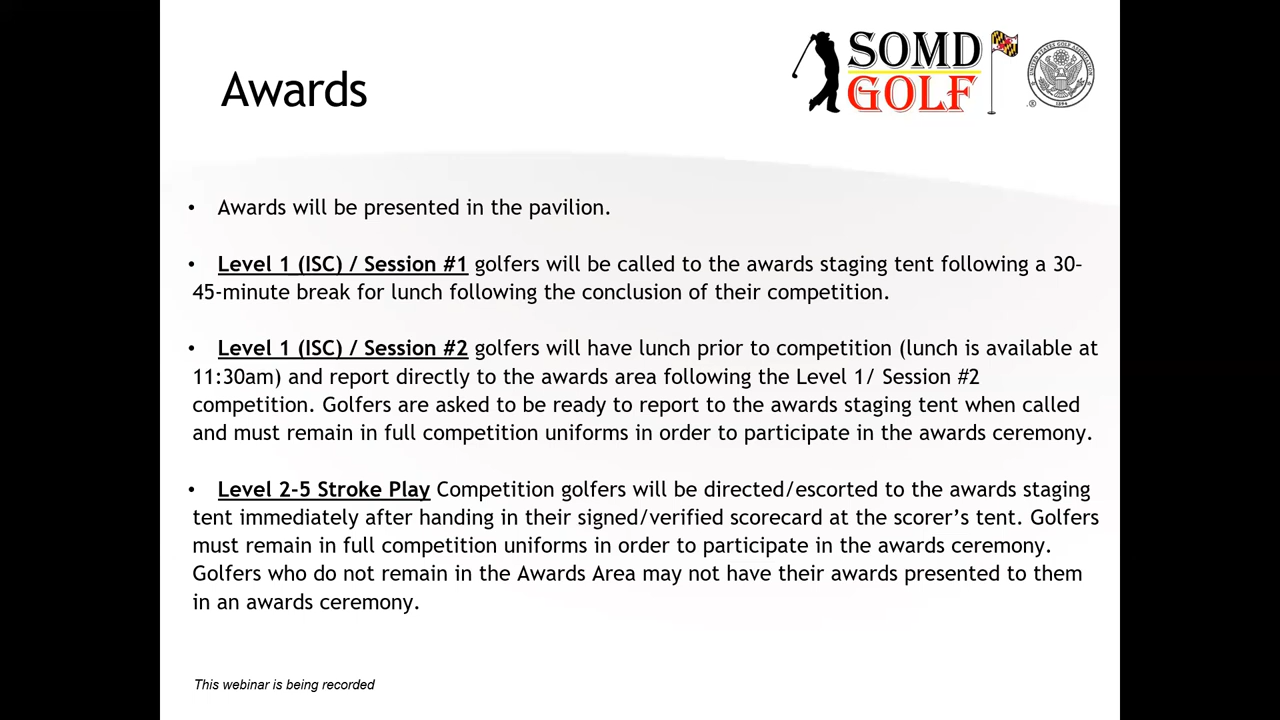 Awards
SOMD
GOLF
UNITED STATES GOLF ASSOCIATION
1894
®
• Awards will be presented in the pavilion.
• Level 1 (ISC) / Session #1 golfers will be called to the awards staging tent following a 30-
45-minute break for lunch following the conclusion of their competition.
• Level 1 (ISC) / Session #2 golfers will have lunch prior to competition (lunch is available at
11:30am) and report directly to the awards area following the Level 1/ Session #2
competition. Golfers are asked to be ready to report to the awards staging tent when called
and must remain in full competition uniforms in order to participate in the awards ceremony.
• Level 2-5 Stroke Play Competition golfers will be directed/escorted to the awards staging
tent immediately after handing in their signed/verified scorecard at the scorer’s tent. Golfers
must remain in full competition uniforms in order to participate in the awards ceremony.
Golfers who do not remain in the Awards Area may not have their awards presented to them
in an awards ceremony.
This webinar is being recorded